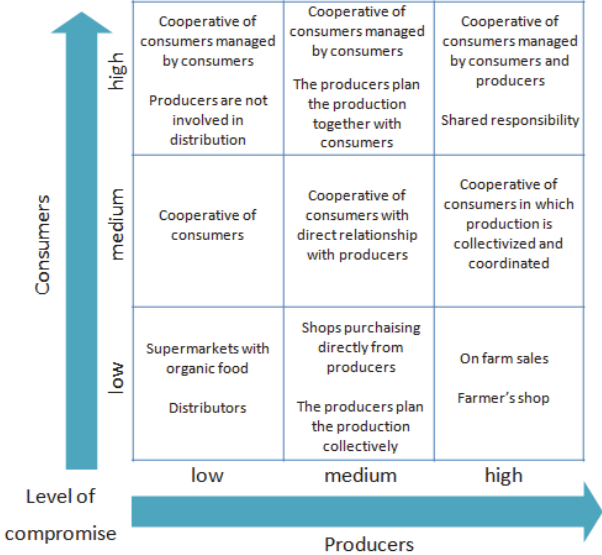 Cooperative of
consumers managed
by consumers
Producers are not
involved in
distribution
Cooperative of
consumers managed
by consumers
The producers plan
the production
together with
consumers
Cooperative of
consumers managed
by consumers and
producers
Shared responsibility
high
Cooperative of
consumers
Cooperative of
consumers with
direct relationship
with producers
Cooperative of
consumers in which
production is
collectivized and
coordinated
medium
Consumers
Supermarkets with
organic food
Distributors
Shops purchaising
directly from
producers
The producers plan
the production
collectively
On farm sales
Farmer's shop
low
low
medium
high
Level of
compromise
Producers